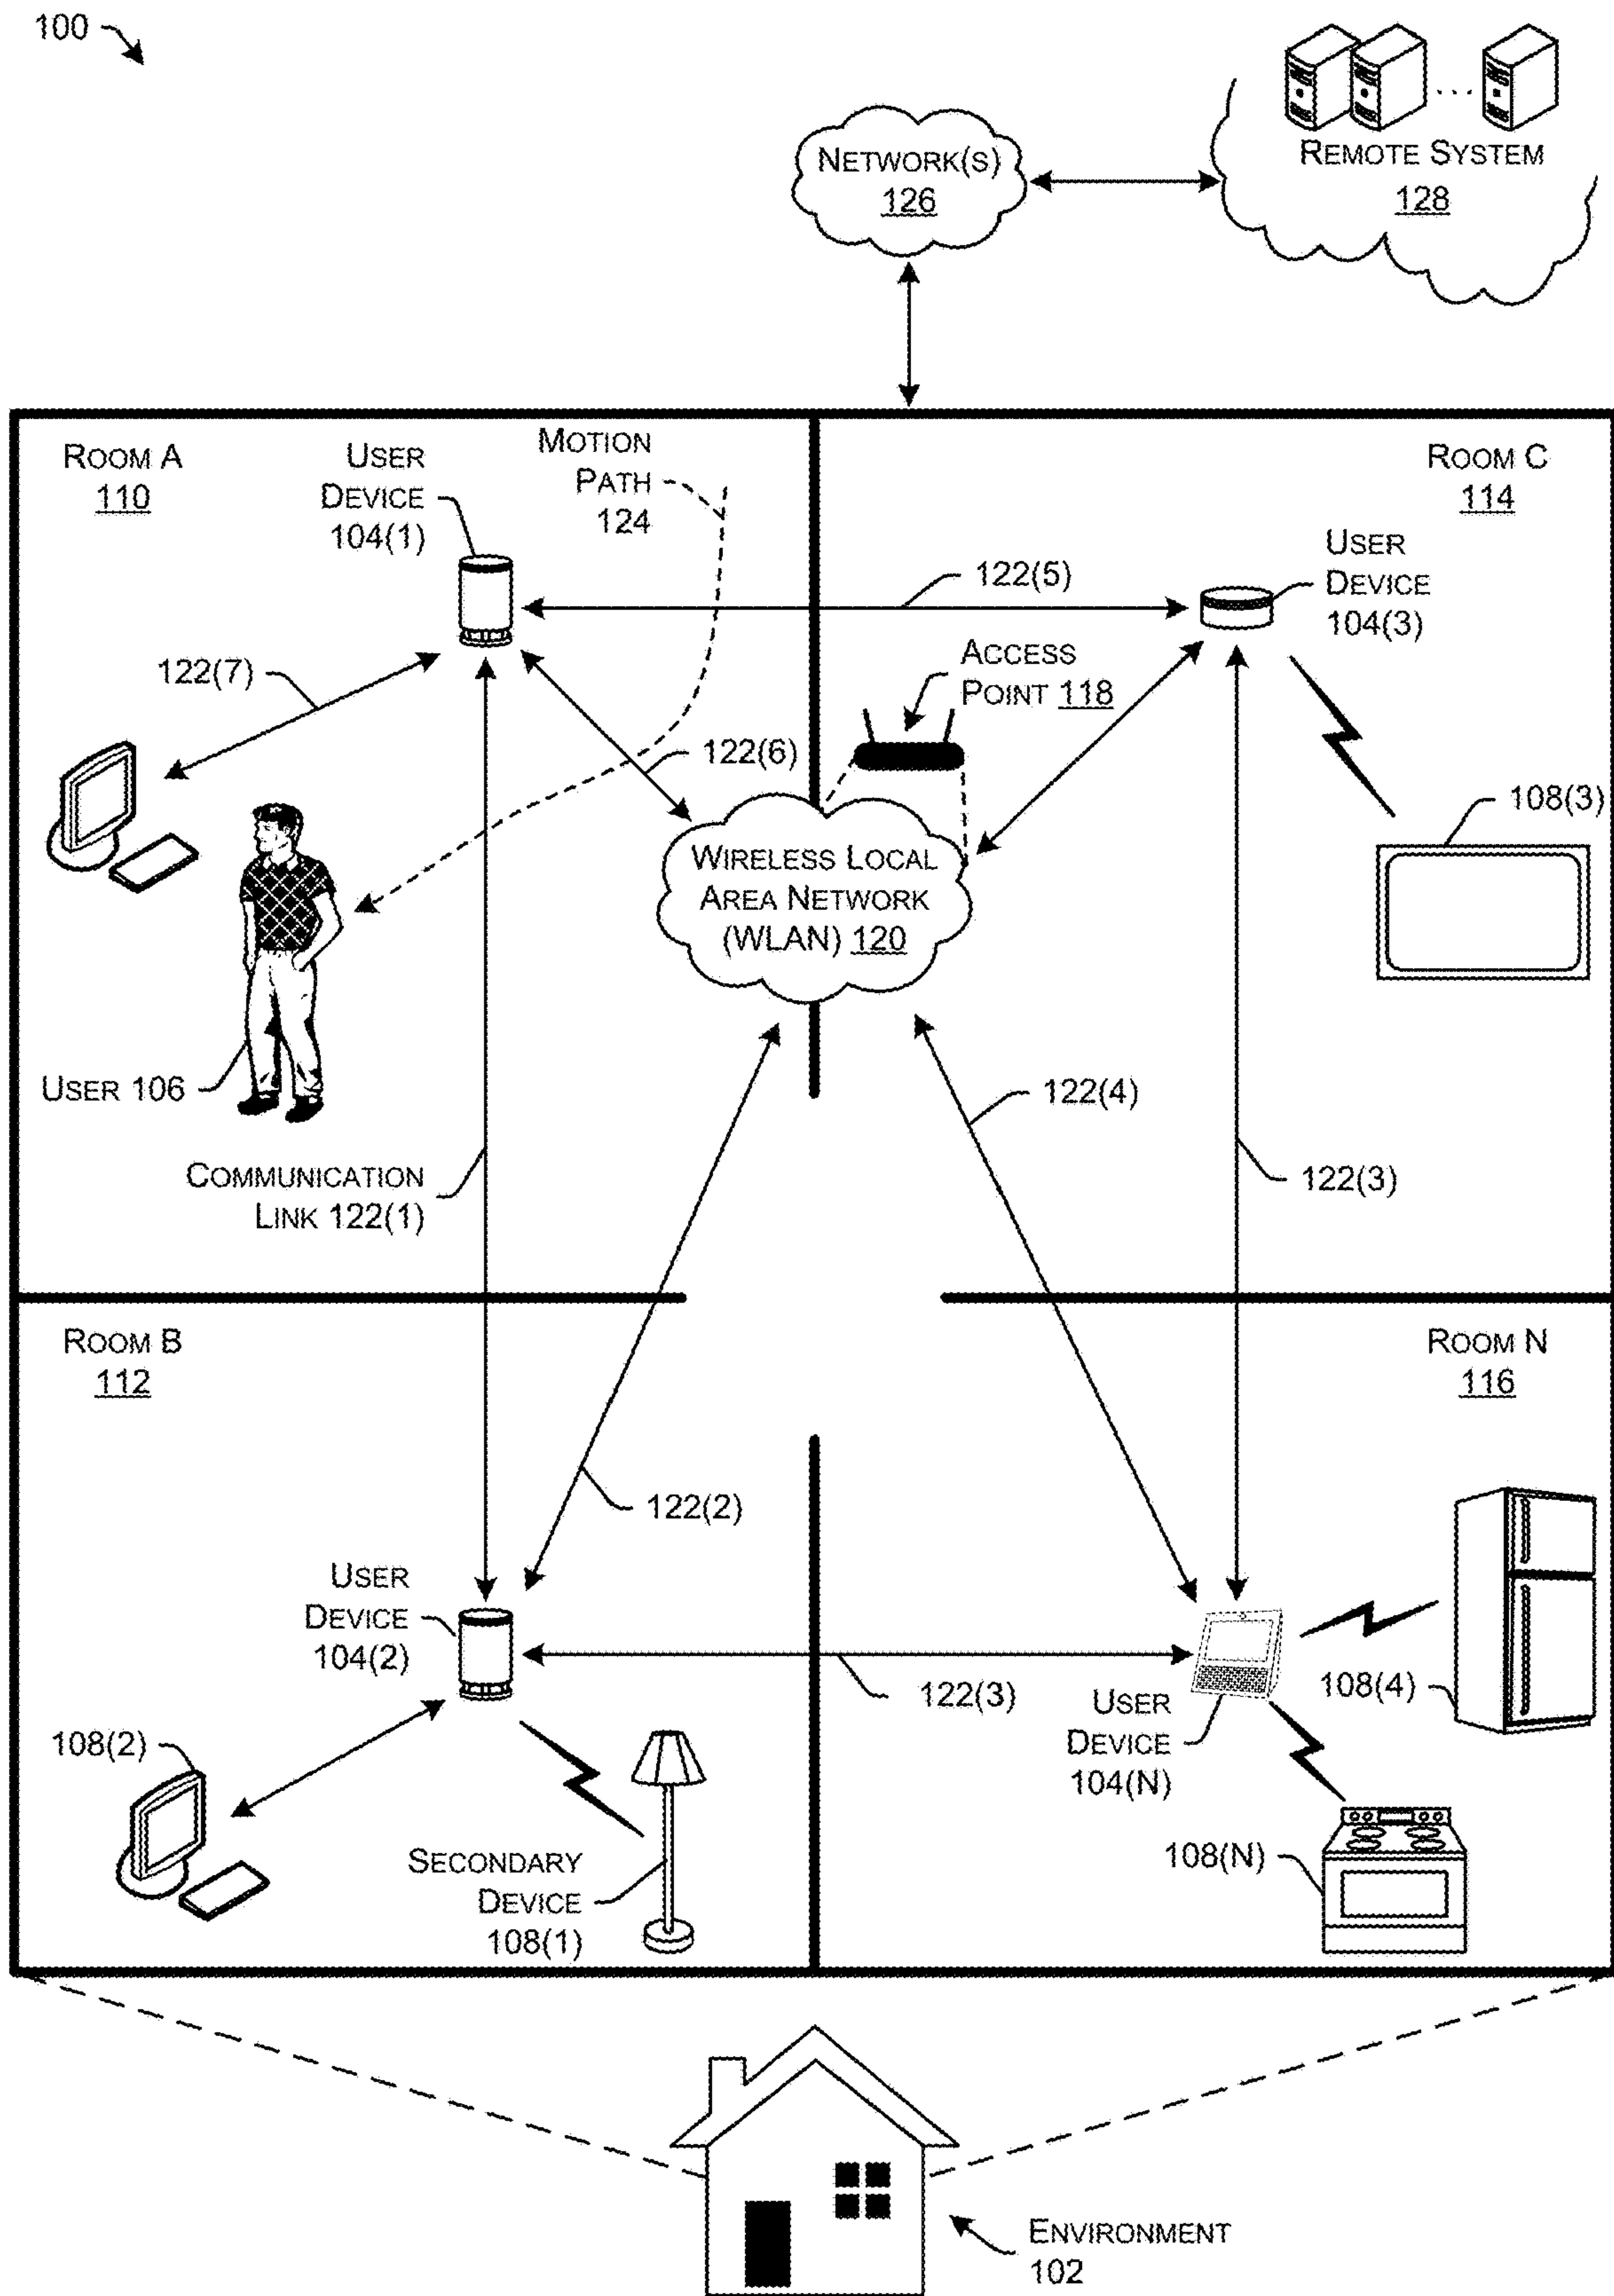 100
NETWORK(S)
126
REMOTE SYSTEM
128
ROOM A
110
USER
DEVICE
104(1)
MOTION
PATH
124
ROOM C
114
USER
DEVICE
104(3)
122(5)
122(7)
ACCESS
POINT 118
122(6)
108(3)
WIRELESS LOCAL
AREA NETWORK
(WLAN) 120
USER 106
122(4)
COMMUNICATION
LINK 122(1)
122(3)
ROOM B
112
ROOM N
116
122(2)
USER
DEVICE
104(2)
122(3)
USER
DEVICE
104(N)
108(4)
108(2)
SECONDARY
DEVICE
108(1)
108(N)
ENVIRONMENT
102